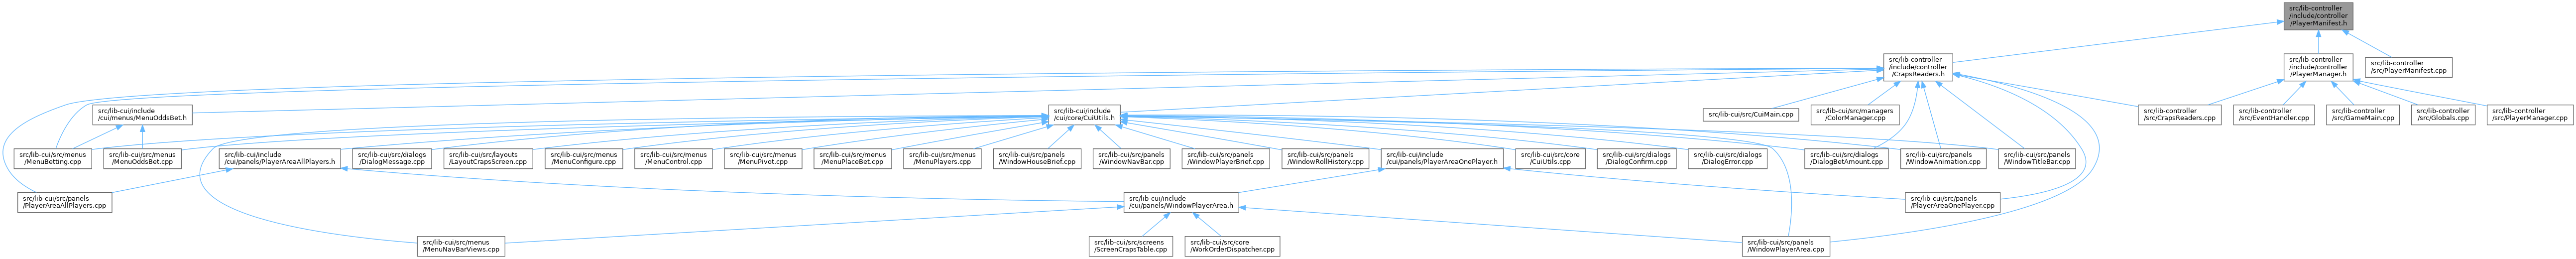 src/lib-controller
/include/controller
/PlayerManifest.h
src/lib-controller
/include/controller
/CrapsReaders.h
src/lib-controller
/include/controller
/PlayerManager.h
src/lib-controller
/src/PlayerManifest.cpp
src/lib-cui/include
/cui/menus/MenuOddsBet.h
src/lib-cui/include
/cui/core/CuiUtils.h
src/lib-cui/src/CuiMain.cpp
src/lib-cui/src/managers
/ColorManager.cpp
src/lib-controller
/src/CrapsReaders.cpp
src/lib-controller
/src/EventHandler.cpp
src/lib-controller
/src/GameMain.cpp
src/lib-controller
/src/Globals.cpp
src/lib-controller
/src/PlayerManager.cpp
src/lib-cui/src/menus
/MenuBetting.cpp
src/lib-cui/src/menus
/MenuOddsBet.cpp
src/lib-cui/include
/cui/panels/PlayerAreaAllPlayers.h
src/lib-cui/src/dialogs
/DialogMessage.cpp
src/lib-cui/src/layouts
/LayoutCrapsScreen.cpp
src/lib-cui/src/menus
/MenuConfigure.cpp
src/lib-cui/src/menus
/MenuControl.cpp
src/lib-cui/src/menus
/MenuPivot.cpp
src/lib-cui/src/menus
/MenuPlaceBet.cpp
src/lib-cui/src/menus
/MenuPlayers.cpp
src/lib-cui/src/panels
/WindowHouseBrief.cpp
src/lib-cui/src/panels
/WindowNavBar.cpp
src/lib-cui/src/panels
/WindowPlayerBrief.cpp
src/lib-cui/src/panels
/WindowRollHistory.cpp
src/lib-cui/include
/cui/panels/PlayerAreaOnePlayer.h
src/lib-cui/src/core
/CuiUtils.cpp
src/lib-cui/src/dialogs
/DialogConfirm.cpp
src/lib-cui/src/dialogs
/DialogError.cpp
src/lib-cui/src/dialogs
/DialogBetAmount.cpp
src/lib-cui/src/panels
/WindowAnimation.cpp
src/lib-cui/src/panels
/WindowTitleBar.cpp
src/lib-cui/src/panels
/PlayerAreaAllPlayers.cpp
src/lib-cui/include
/cui/panels/WindowPlayerArea.h
src/lib-cui/src/panels
/PlayerAreaOnePlayer.cpp
src/lib-cui/src/menus
/MenuNavBarViews.cpp
src/lib-cui/src/screens
/ScreenCrapsTable.cpp
src/lib-cui/src/core
/WorkOrderDispatcher.cpp
src/lib-cui/src/panels
/WindowPlayerArea.cpp